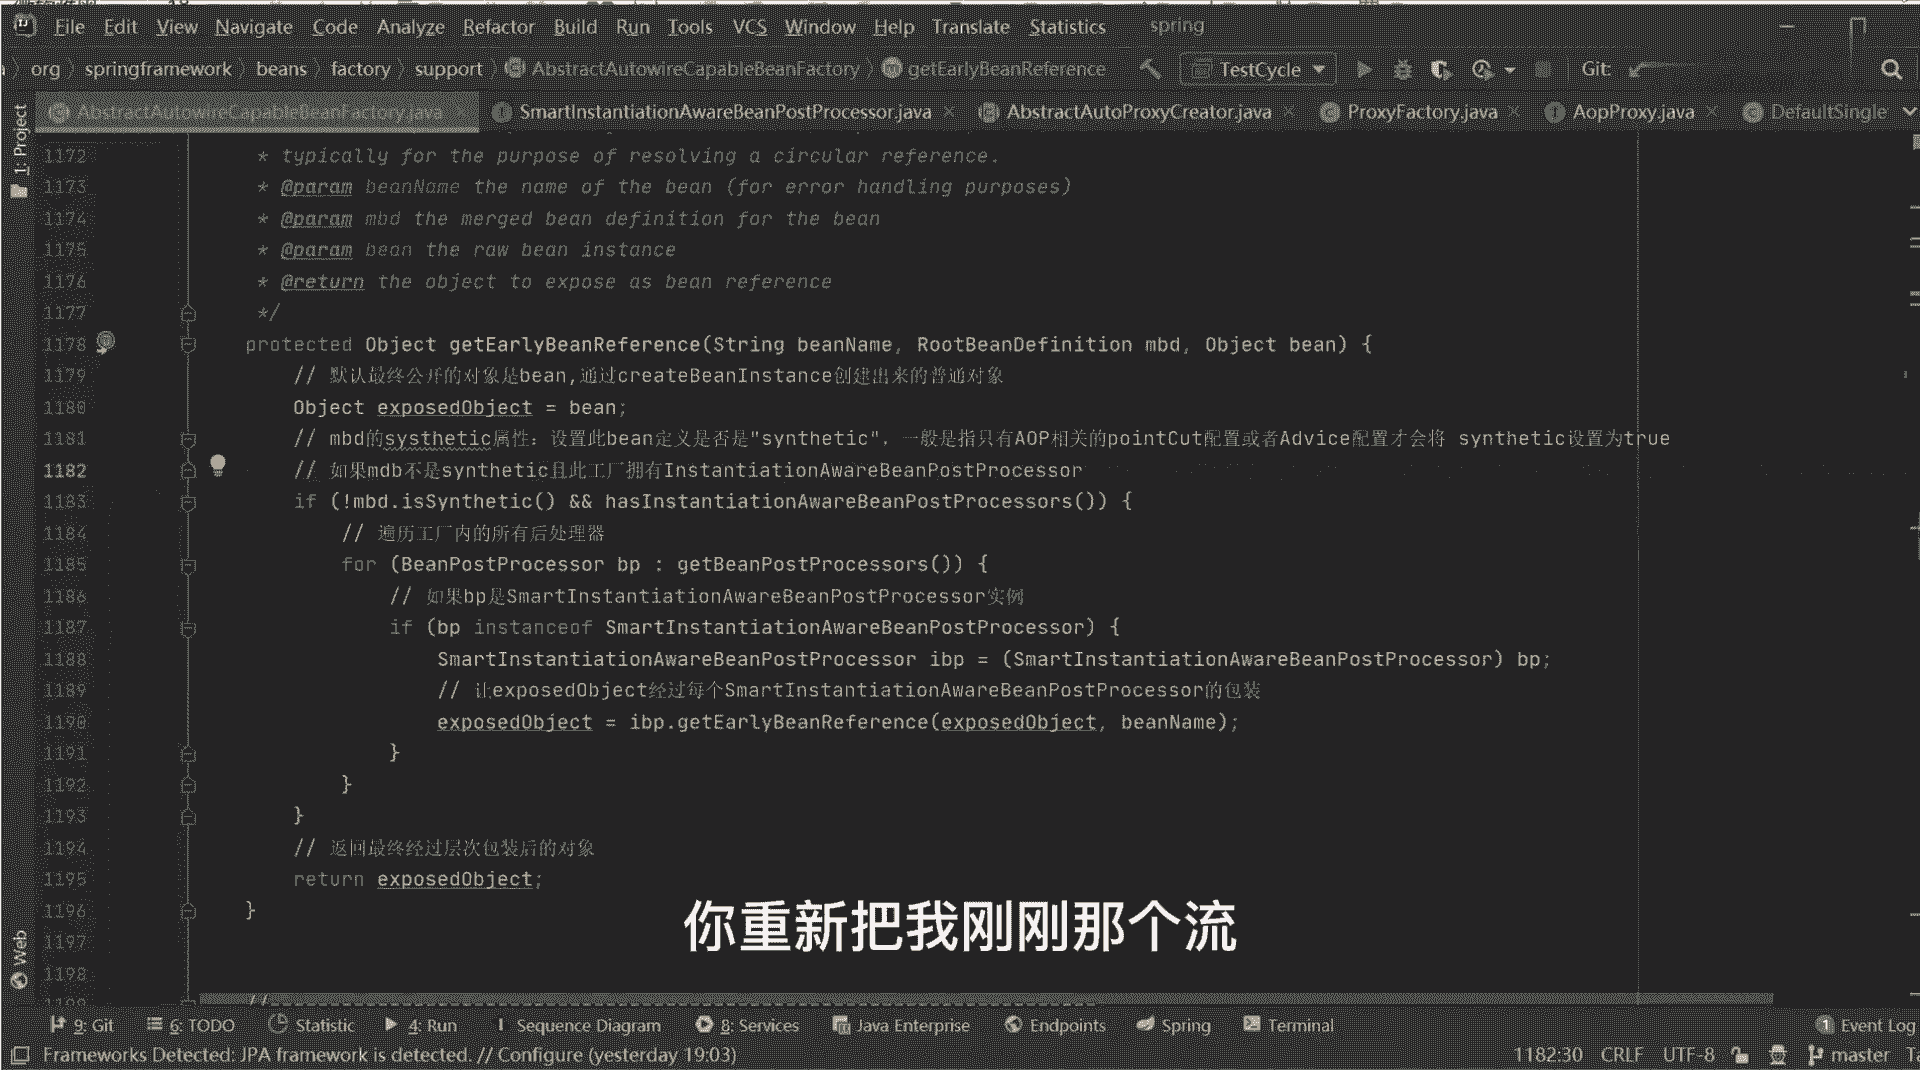 File Edit View Navigate Code Analyze Refactor Build Run Tools VCS Window Help Translate Statistics spring
org springframework beans factory support AbstractAutowireCapableBeanFactory getEarlyBeanReference TestCycle Git:
AbstractAutowireCapableBeanFactory.java SmartInstantiationAwareBeanPostProcessor.java AbstractAutoProxyCreator.java ProxyFactory.java AopProxy.java DefaultSingle
1: Project
1172 * typically for the purpose of resolving a circular reference.
1173 * @param beanName the name of the bean (for error handling purposes)
1174 * @param mbd the merged bean definition for the bean
1175 * @param bean the raw bean instance
1176 * @return the object to expose as bean reference
1177 */
1178 protected Object getEarlyBeanReference(String beanName, RootBeanDefinition mbd, Object bean) {
1179 // 默认最终公开的对象是bean,通过createBeanInstance创建出来的普通对象
1180 Object exposedObject = bean;
1181 // mbd的systhetic属性：设置此bean定义是否是"synthetic"，一般是指只有AOP相关的pointCut配置或者Advice配置才会将 synthetic设置为true
1182 // 如果mdb不是synthetic且此工厂拥有InstantiationAwareBeanPostProcessor
1183 if (!mbd.isSynthetic() && hasInstantiationAwareBeanPostProcessors()) {
1184 // 遍历工厂内的所有后处理器
1185 for (BeanPostProcessor bp : getBeanPostProcessors()) {
1186 // 如果bp是SmartInstantiationAwareBeanPostProcessor实例
1187 if (bp instanceof SmartInstantiationAwareBeanPostProcessor) {
1188 SmartInstantiationAwareBeanPostProcessor ibp = (SmartInstantiationAwareBeanPostProcessor) bp;
1189 // 让exposedObject经过每个SmartInstantiationAwareBeanPostProcessor的包装
1190 exposedObject = ibp.getEarlyBeanReference(exposedObject, beanName);
1191 }
1192 }
1193 }
1194 // 返回最终经过层次包装后的对象
1195 return exposedObject;
1196 }
你重新把我刚刚那个流
1197
1198
1199 //
Web
9: Git 6: TODO Statistic 4: Run Sequence Diagram 8: Services Java Enterprise Endpoints Spring Terminal 1 Event Log
Frameworks Detected: JPA framework is detected. // Configure (yesterday 19:03) 1182:30 CRLF UTF-8 master